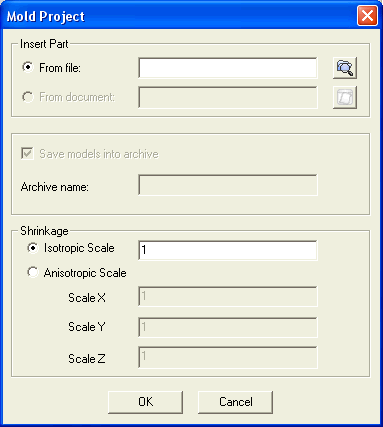 Mold Project
Insert Part
From file:
From document:
Save models into archive
Archive name:
Shrinkage
Isotropic Scale 1
Anisotropic Scale
Scale X 1
Scale Y 1
Scale Z 1
OK Cancel